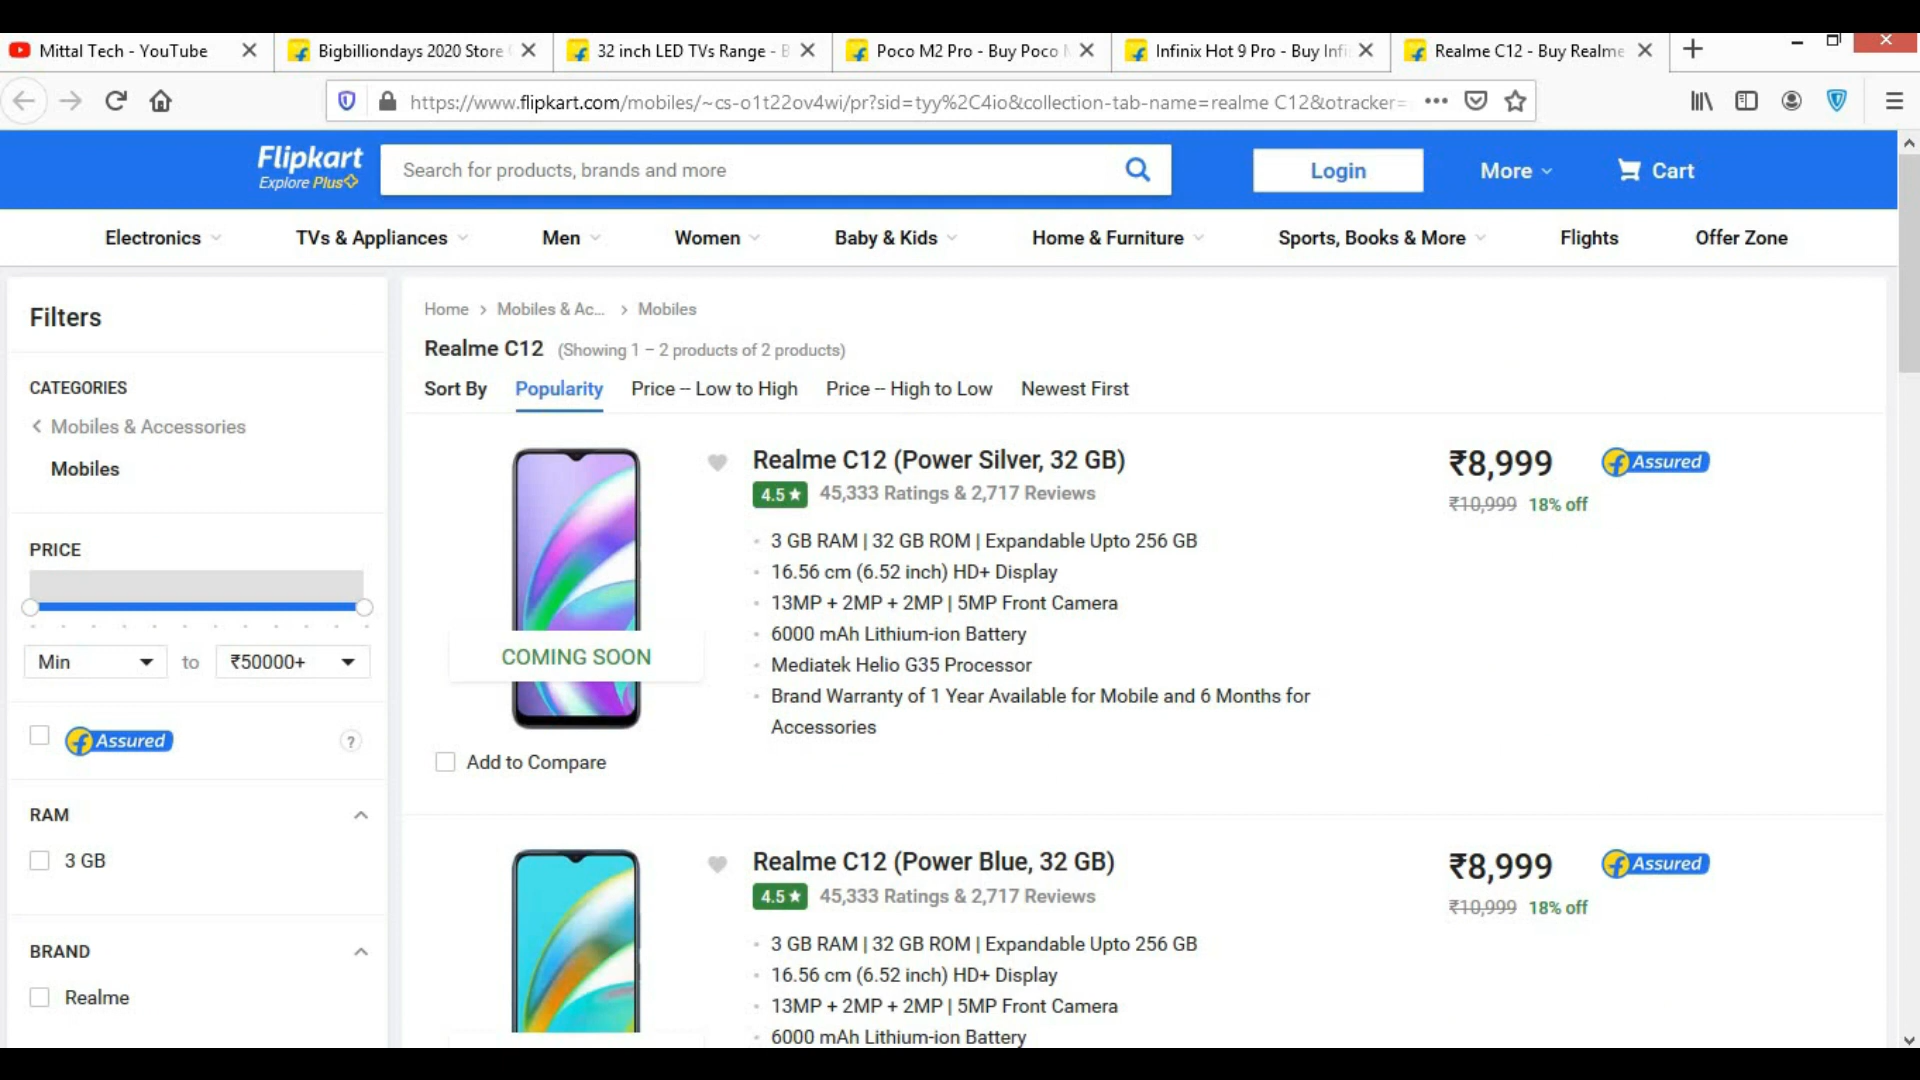 Mittal Tech - YouTube
Bigbilliondays 2020 Store
32 inch LED TVs Range - B
Poco M2 Pro - Buy Poco
Infinix Hot 9 Pro - Buy Infi
Realme C12 - Buy Realme
https://www.flipkart.com/mobiles/~cs-o1t22ov4wi/pr?sid=tyy%2C4io&collection-tab-name=realme C12&otracker=
Flipkart
Explore Plus
Search for products, brands and more
Login
More
Cart
Electronics
TVs & Appliances
Men
Women
Baby & Kids
Home & Furniture
Sports, Books & More
Flights
Offer Zone
Filters
CATEGORIES
Mobiles & Accessories
Mobiles
PRICE
Min to ₹50000+
Assured
?
RAM
3 GB
BRAND
Realme
Home > Mobiles & Ac... > Mobiles
Realme C12 (Showing 1 – 2 products of 2 products)
Sort By Popularity Price -- Low to High Price -- High to Low Newest First
COMING SOON
Add to Compare
Realme C12 (Power Silver, 32 GB)
4.5★ 45,333 Ratings & 2,717 Reviews
3 GB RAM | 32 GB ROM | Expandable Upto 256 GB
16.56 cm (6.52 inch) HD+ Display
13MP + 2MP + 2MP | 5MP Front Camera
6000 mAh Lithium-ion Battery
Mediatek Helio G35 Processor
Brand Warranty of 1 Year Available for Mobile and 6 Months for
Accessories
₹8,999 Assured
₹10,999 18% off
Realme C12 (Power Blue, 32 GB)
4.5★ 45,333 Ratings & 2,717 Reviews
3 GB RAM | 32 GB ROM | Expandable Upto 256 GB
16.56 cm (6.52 inch) HD+ Display
13MP + 2MP + 2MP | 5MP Front Camera
6000 mAh Lithium-ion Battery
₹8,999 Assured
₹10,999 18% off